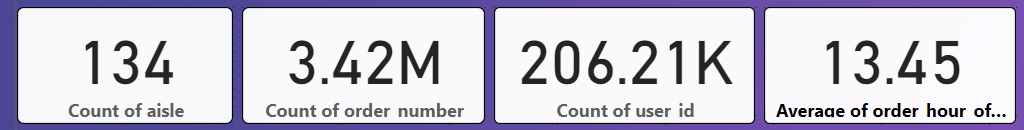 134
Count of aisle
3.42M
Count of order_number
206.21K
Count of user_id
13.45
Average of order_hour_of...